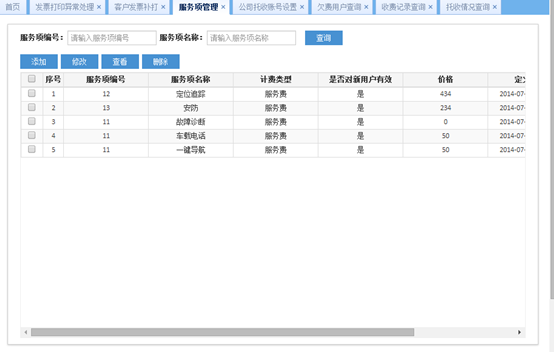 首页 发票打印异常处理 × 客户发票补打 × 服务项管理 × 公司托收账号设置 × 欠费用户查询 × 收费记录查询 × 托收情况查询 ×
服务项编号： 请输入服务项编号 服务项名称： 请输入服务项名称 查询
添加 修改 查看 删除
序号 服务项编号 服务项名称 计费类型 是否对新用户有效 价格
1 12 定位追踪 服务费 是 434 2014-07-
2 13 安防 服务费 是 234 2014-07-
3 11 故障诊断 服务费 是 0 2014-07-
4 11 车载电话 服务费 是 50 2014-07-
5 11 一键导航 服务费 是 50 2014-07-